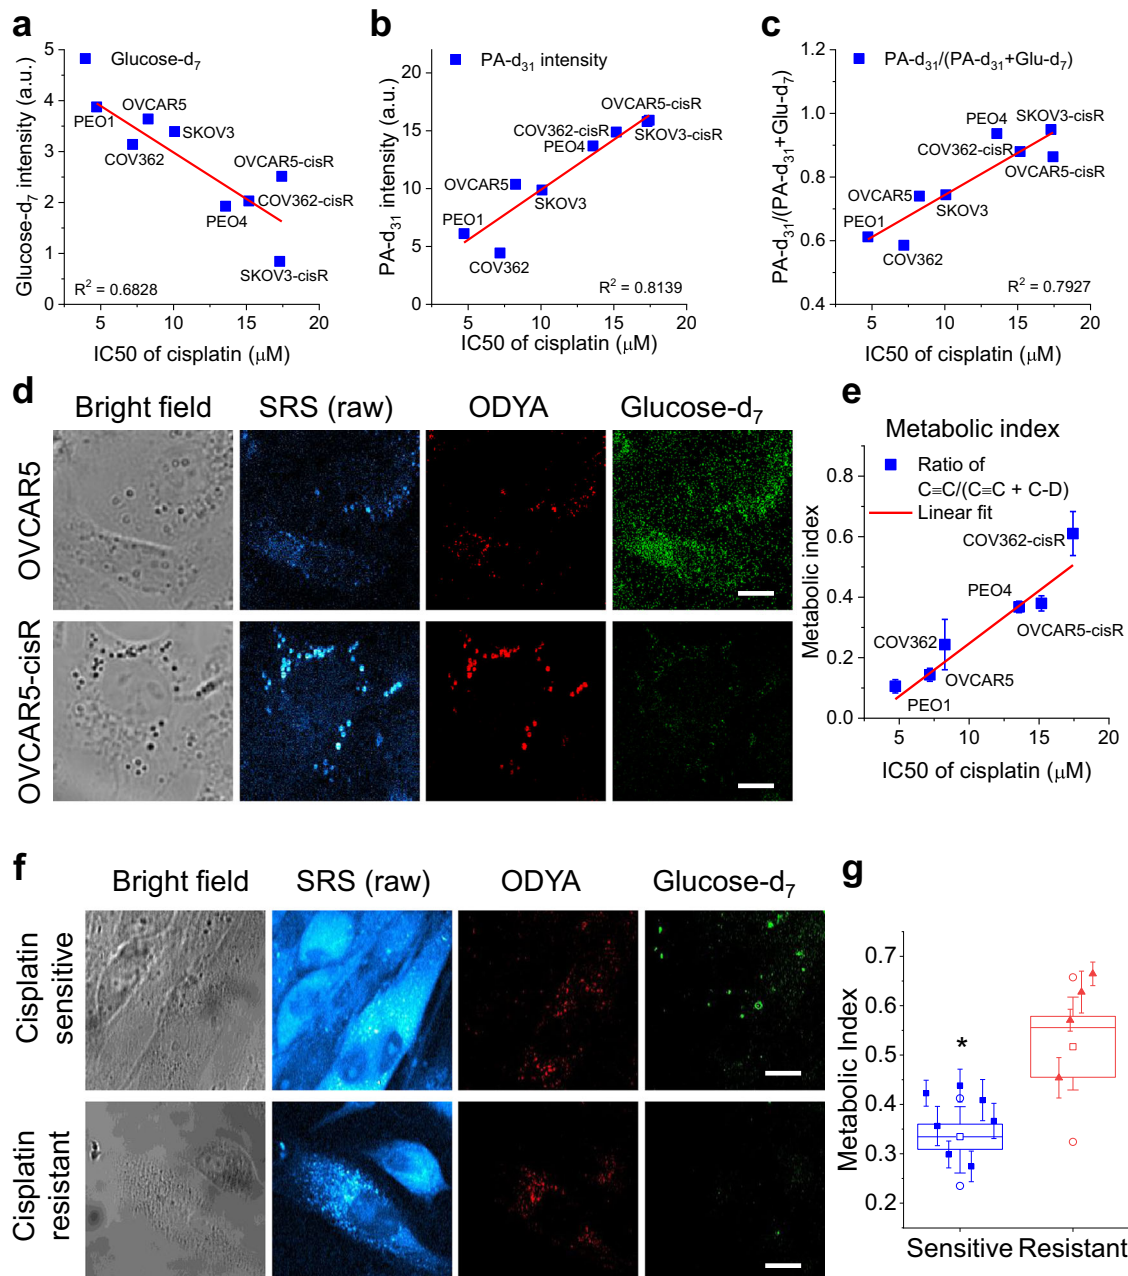 a
Glucose-d7
Glucose-d7 intensity (a.u.)
5
4
3
2
1
0
PEO1
OVCAR5
COV362
SKOV3
OVCAR5-cisR
COV362-cisR
PEO4
SKOV3-cisR
R² = 0.6828
5 10 15 20
IC50 of cisplatin (μM)
b
PA-d31 intensity
PA-d31 intensity (a.u.)
20
15
10
5
0
OVCAR5-cisR
COV362-cisR
SKOV3-cisR
PEO4
OVCAR5
SKOV3
PEO1
COV362
R² = 0.8139
5 10 15 20
IC50 of cisplatin (μM)
c
PA-d31/(PA-d31+Glu-d7)
PA-d31/(PA-d31+Glu-d7)
1.2
1.0
0.8
0.6
0.4
PEO4
SKOV3-cisR
COV362-cisR
OVCAR5-cisR
OVCAR5
SKOV3
PEO1
COV362
R² = 0.7927
5 10 15 20
IC50 of cisplatin (μM)
d
Bright field SRS (raw) ODYA Glucose-d7
OVCAR5
OVCAR5-cisR
e
Metabolic index
Ratio of
C≡C/(C≡C + C-D)
Linear fit
Metabolic index
0.8
0.6
0.4
0.2
0.0
COV362-cisR
PEO4
OVCAR5-cisR
COV362
OVCAR5
PEO1
5 10 15 20
IC50 of cisplatin (μM)
f
Bright field SRS (raw) ODYA Glucose-d7
Cisplatin
sensitive
Cisplatin
resistant
g
Metabolic Index
0.7
0.6
0.5
0.4
0.3
0.2
*
Sensitive Resistant